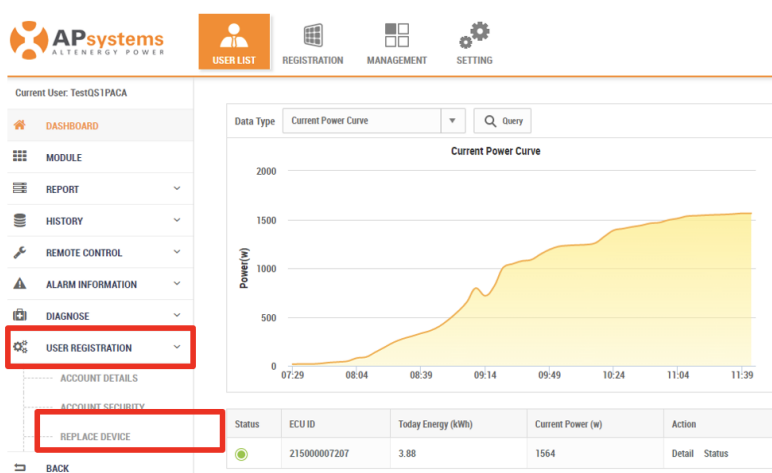 APsystems
ALTENERGY POWER
USER LIST
REGISTRATION
MANAGEMENT
SETTING
Current User: TestQS1PACA
DASHBOARD
MODULE
REPORT
HISTORY
REMOTE CONTROL
ALARM INFORMATION
DIAGNOSE
USER REGISTRATION
ACCOUNT DETAILS
ACCOUNT SECURITY
REPLACE DEVICE
BACK
Data Type Current Power Curve Query
Current Power Curve
Power(w)
2000
1500
1000
500
0
07:29 08:04 08:39 09:14 09:49 10:24 11:04 11:39
Status ECU ID Today Energy (kWh) Current Power (w) Action
215000007207 3.88 1564 Detail Status